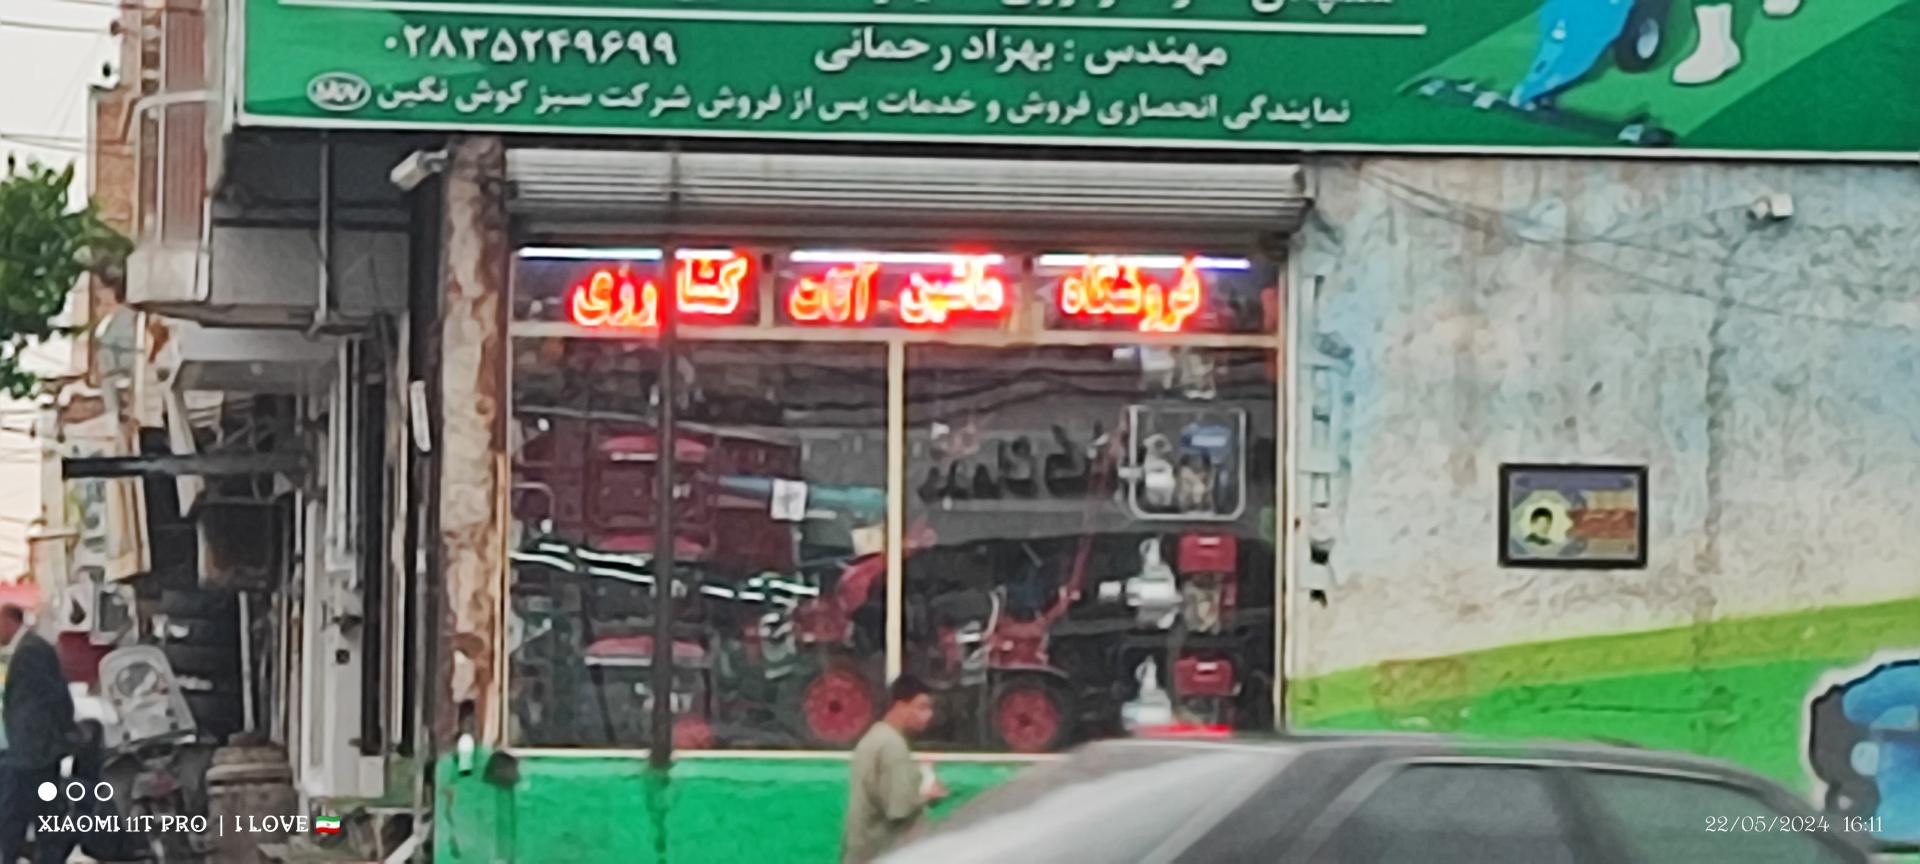 مهندس : بهزاد رحمانی ۰۲۸۳۵۲۴۹۶۹۹
نمایندگی انحصاری فروش و خدمات پس از فروش شرکت سبز کوش نگین
فروشگاه ماشین آلات کشاورزی
XIAOMI 11T PRO | I LOVE 🇮🇷
22/05/2024 16:11